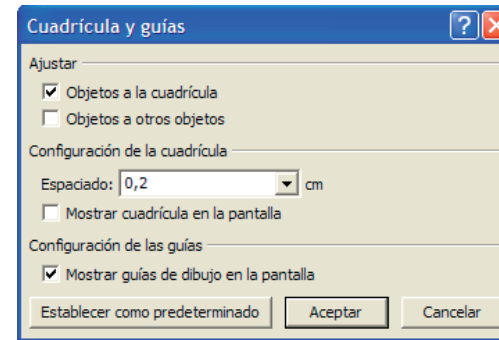 Cuadrícula y guías
Ajustar
Objetos a la cuadrícula
Objetos a otros objetos
Configuración de la cuadrícula
Espaciado: 0,2 cm
Mostrar cuadrícula en la pantalla
Configuración de las guías
Mostrar guías de dibujo en la pantalla
Establecer como predeterminado Aceptar Cancelar